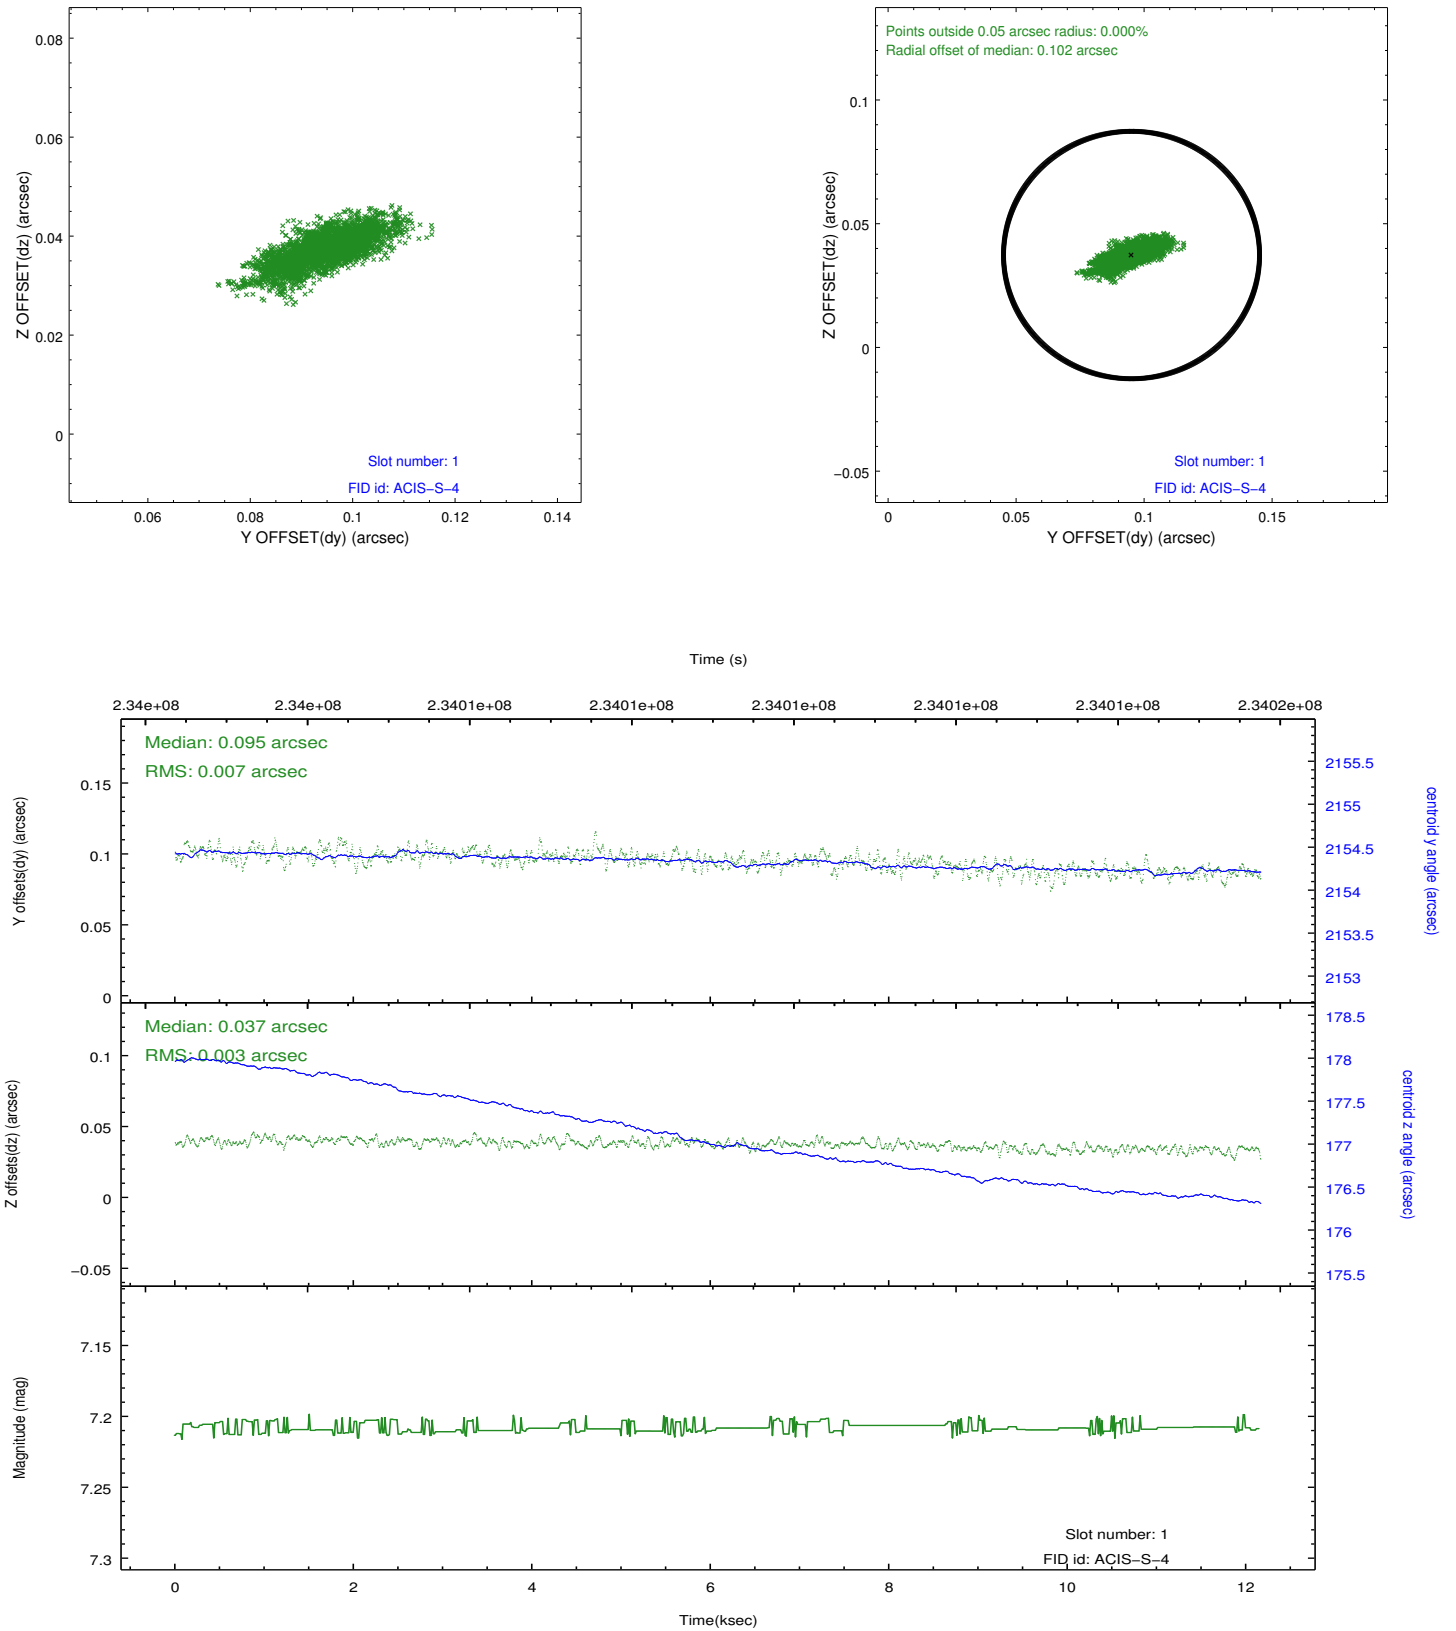 0.08
0.06
0.04
0.02
0
Z OFFSET(dz) (arcsec)
Slot number: 1
FID id: ACIS−S−4
0.06
0.08
0.1
0.12
0.14
Y OFFSET(dy) (arcsec)
Points outside 0.05 arcsec radius: 0.000%
Radial offset of median: 0.102 arcsec
0.1
0.05
0
−0.05
Z OFFSET(dz) (arcsec)
Slot number: 1
FID id: ACIS−S−4
0
0.05
0.1
0.15
Y OFFSET(dy) (arcsec)
Time (s)
2.34e+08
2.34e+08
2.3401e+08
2.3401e+08
2.3401e+08
2.3401e+08
2.3401e+08
2.3402e+08
Median: 0.095 arcsec
RMS: 0.007 arcsec
0.15
0.1
0.05
0
Y offsets(dy) (arcsec)
2155.5
2155
2154.5
2154
2153.5
2153
centroid y angle (arcsec)
Median: 0.037 arcsec
RMS: 0.003 arcsec
0.1
0.05
0
−0.05
Z offsets(dz) (arcsec)
178.5
178
177.5
177
176.5
176
175.5
centroid z angle (arcsec)
7.15
7.2
7.25
7.3
Magnitude (mag)
Slot number: 1
FID id: ACIS−S−4
0
2
4
6
8
10
12
Time(ksec)